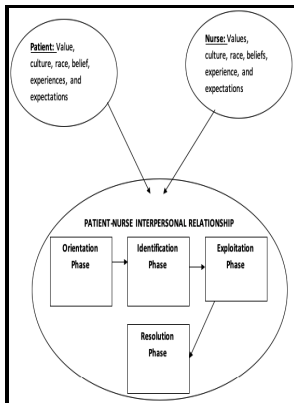 Patient: Value,
culture, race, belief,
experiences, and
expectations
Nurse: Values,
culture, race, beliefs,
experience, and
expectations
PATIENT-NURSE INTERPERSONAL RELATIONSHIP
Orientation
Phase
Identification
Phase
Exploitation
Phase
Resolution
Phase